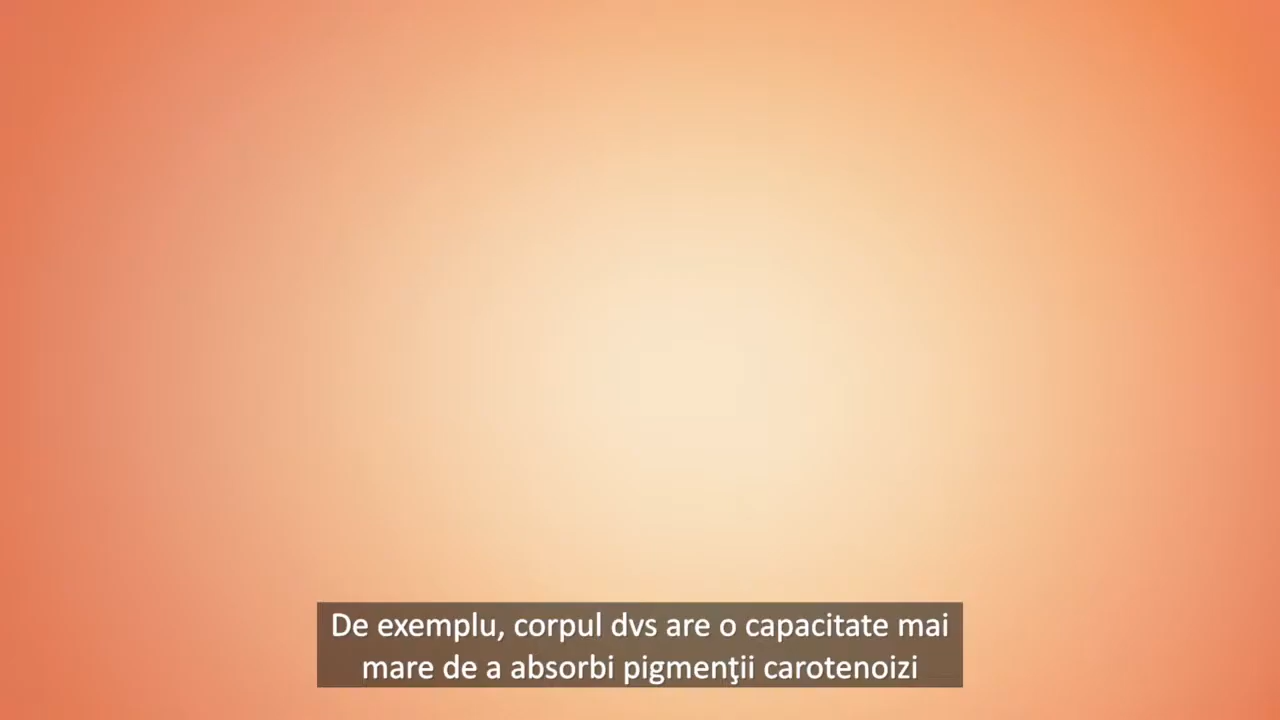 De exemplu, corpul dvs are o capacitate mai
mare de a absorbi pigmenţii carotenoizi